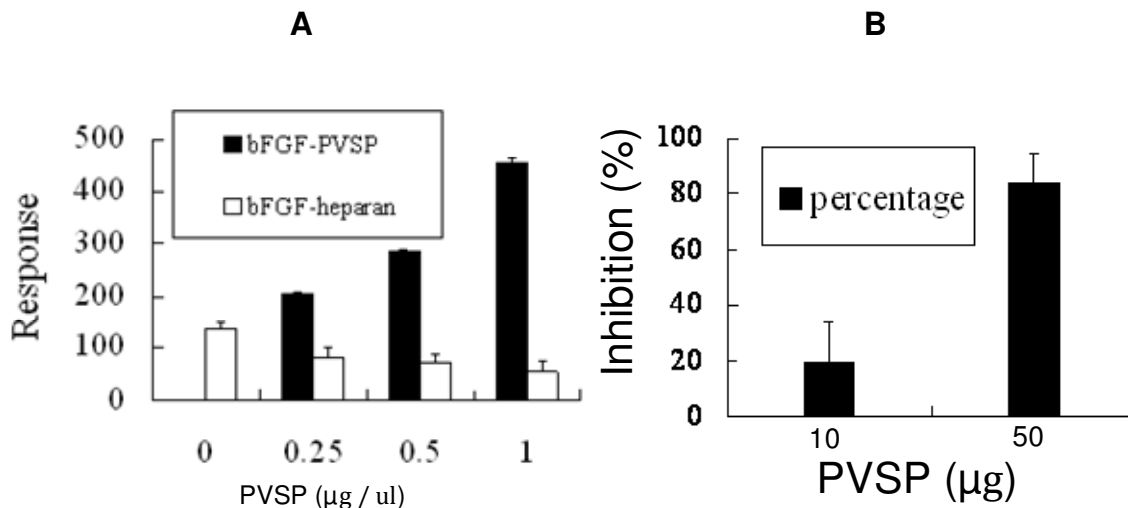 A
500
400
300
200
100
0
Response
bFGF-PVSP
bFGF-heparan
0 0.25 0.5 1
PVSP (µg / ul)
B
100
80
60
40
20
0
Inhibition (%)
percentage
10 50
PVSP (µg)